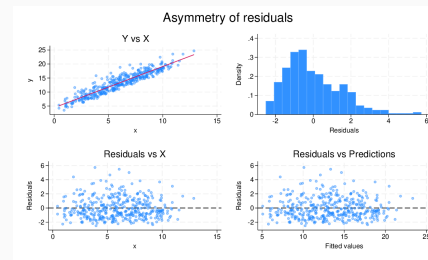 Asymmetry of residuals
Y vs X
25
20
15
10
5
y
0 5 10 15
x
.4
.3
.2
.1
0
Density
-2 0 2 4 6
Residuals
Residuals vs X
6
4
2
0
-2
Residuals
0 5 10 15
x
Residuals vs Predictions
6
4
2
0
-2
Residuals
5 10 15 20 25
Fitted values